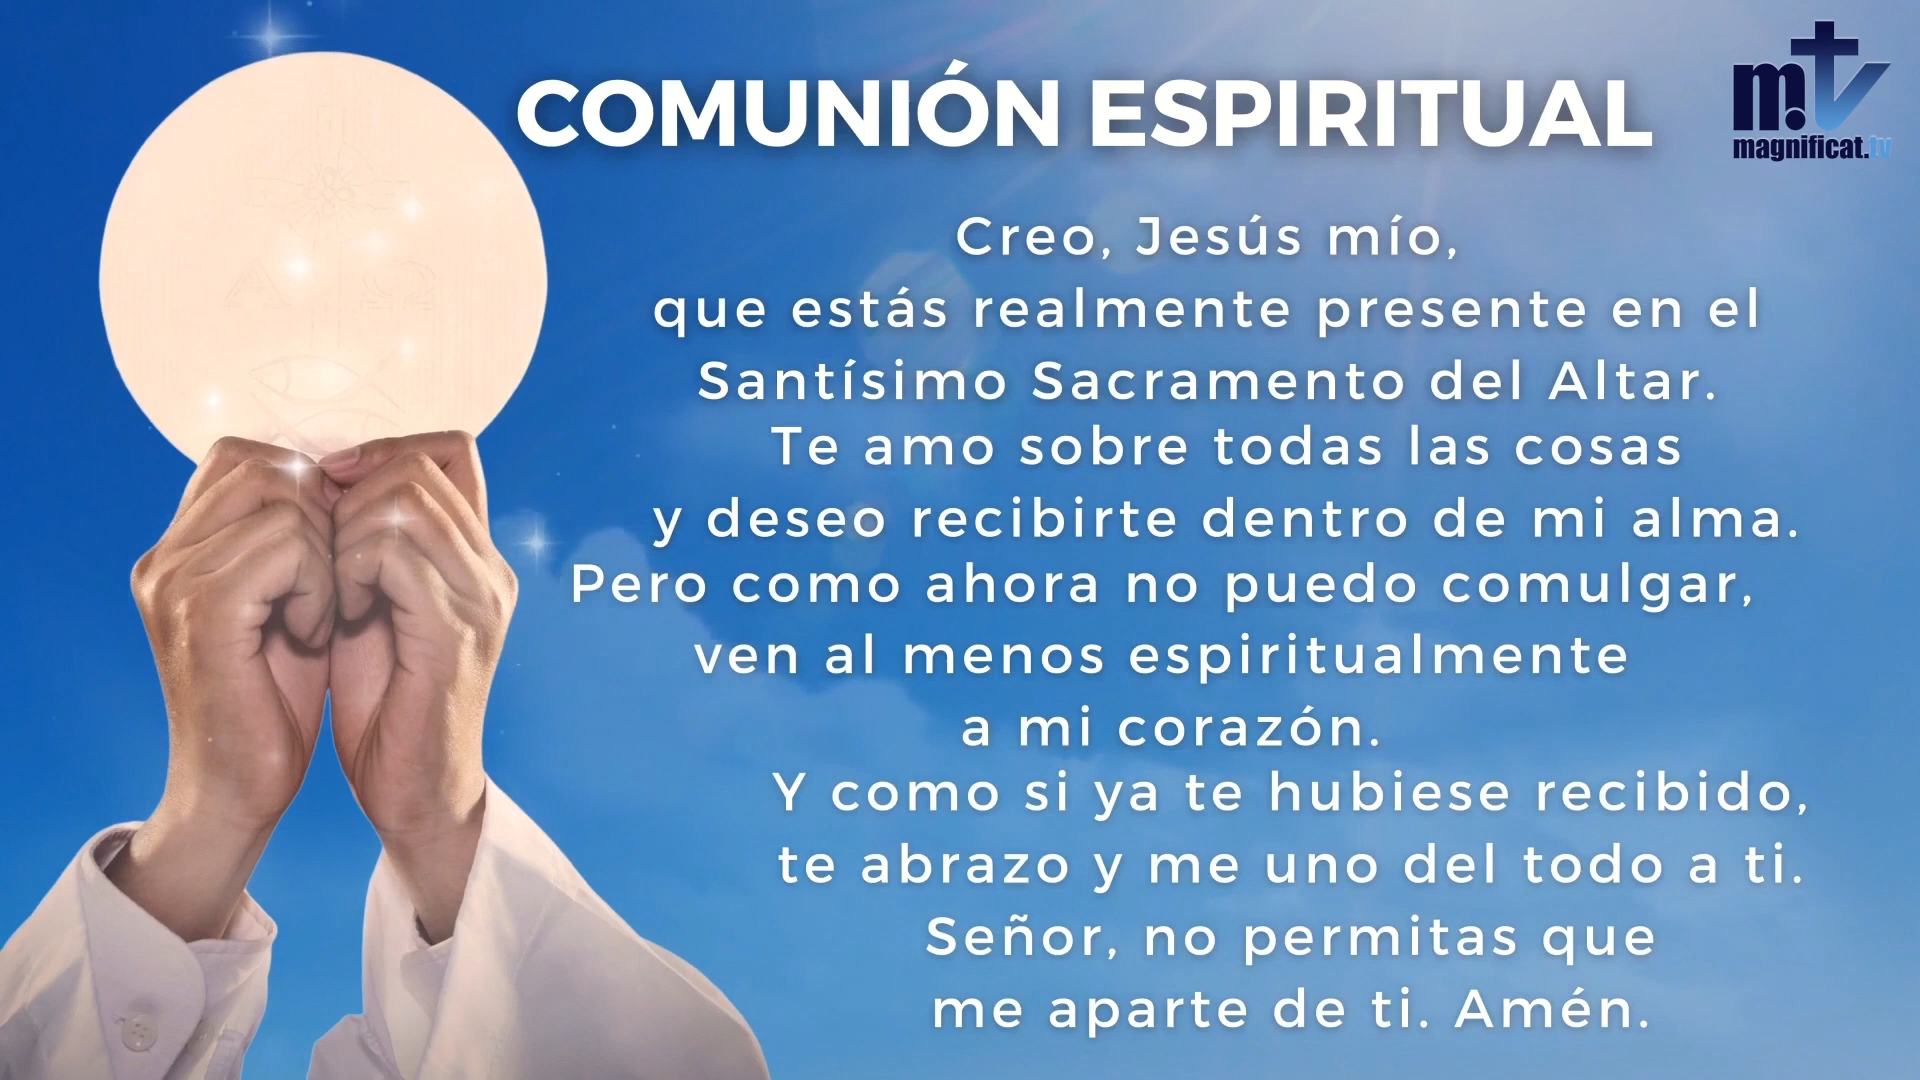 COMUNIÓN ESPIRITUAL
mtv
magnificat.tv
Creo, Jesús mío,
que estás realmente presente en el
Santísimo Sacramento del Altar.
Te amo sobre todas las cosas
y deseo recibirte dentro de mi alma.
Pero como ahora no puedo comulgar,
ven al menos espiritualmente
a mi corazón.
Y como si ya te hubiese recibido,
te abrazo y me uno del todo a ti.
Señor, no permitas que
me aparte de ti. Amén.
Α Ω